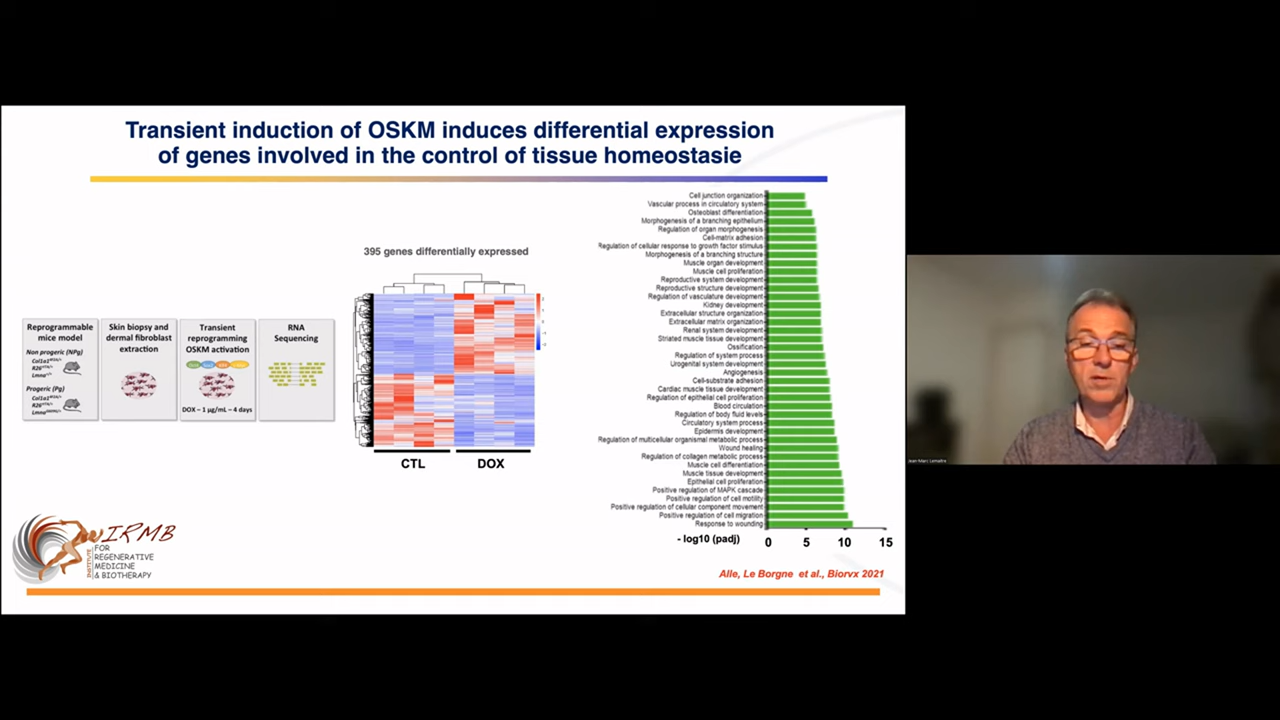 Transient induction of OSKM induces differential expression
of genes involved in the control of tissue homeostasie
Reprogrammable
mice model
Non progeric (NPg)
Progeric (Pg)
Skin biopsy and
dermal fibroblast
extraction
Transient
reprogramming
OSKM activation
DOX – 1 µg/mL – 4 days
RNA
Sequencing
395 genes differentially expressed
CTL
DOX
Cell junction organization
Vascular process in circulatory system
Osteoblast differentiation
Morphogenesis of a branching epithelium
Regulation of organ morphogenesis
Cell-matrix adhesion
Regulation of cellular response to growth factor stimulus
Morphogenesis of a branching structure
Muscle organ development
Muscle cell proliferation
Reproductive system development
Reproductive structure development
Regulation of vasculature development
Kidney development
Extracellular structure organization
Extracellular matrix organization
Renal system development
Striated muscle tissue development
Ossification
Regulation of system process
Urogenital system development
Angiogenesis
Cell-substrate adhesion
Cardiac muscle tissue development
Regulation of epithelial cell proliferation
Blood circulation
Regulation of body fluid levels
Circulatory system process
Epidermis development
Regulation of multicellular organismal metabolic process
Wound healing
Regulation of collagen metabolic process
Muscle cell differentiation
Muscle tissue development
Epithelial cell proliferation
Positive regulation of MAPK cascade
Positive regulation of cell motility
Positive regulation of cellular component movement
Positive regulation of cell migration
Response to wounding
- log10 (padj)
0 5 10 15
Alle, Le Borgne et al., Biorvx 2021
IRMB
INSTITUTE
FOR
REGENERATIVE
MEDICINE
& BIOTHERAPY
Jean-Marc Lemaitre